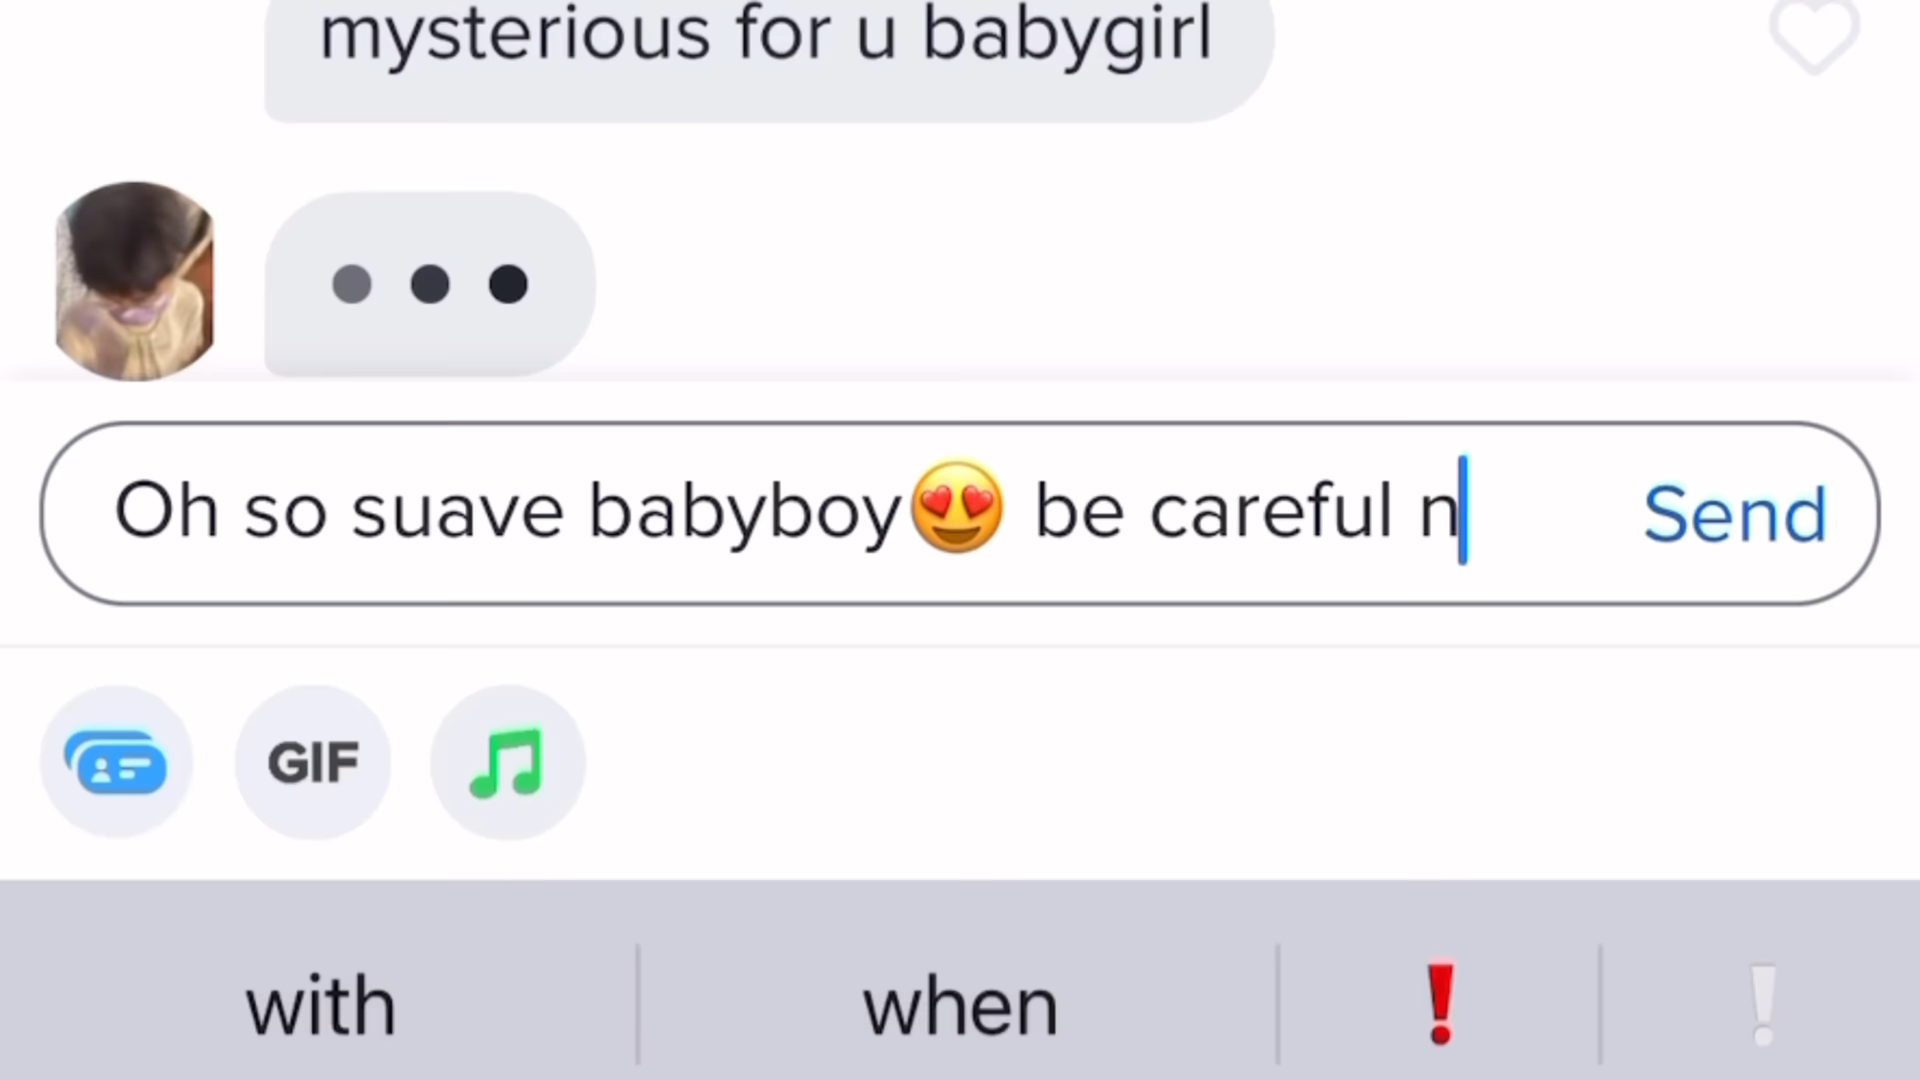 mysterious for u babygirl
Oh so suave babyboy😍 be careful n
Send
GIF
with
when
❗
❕